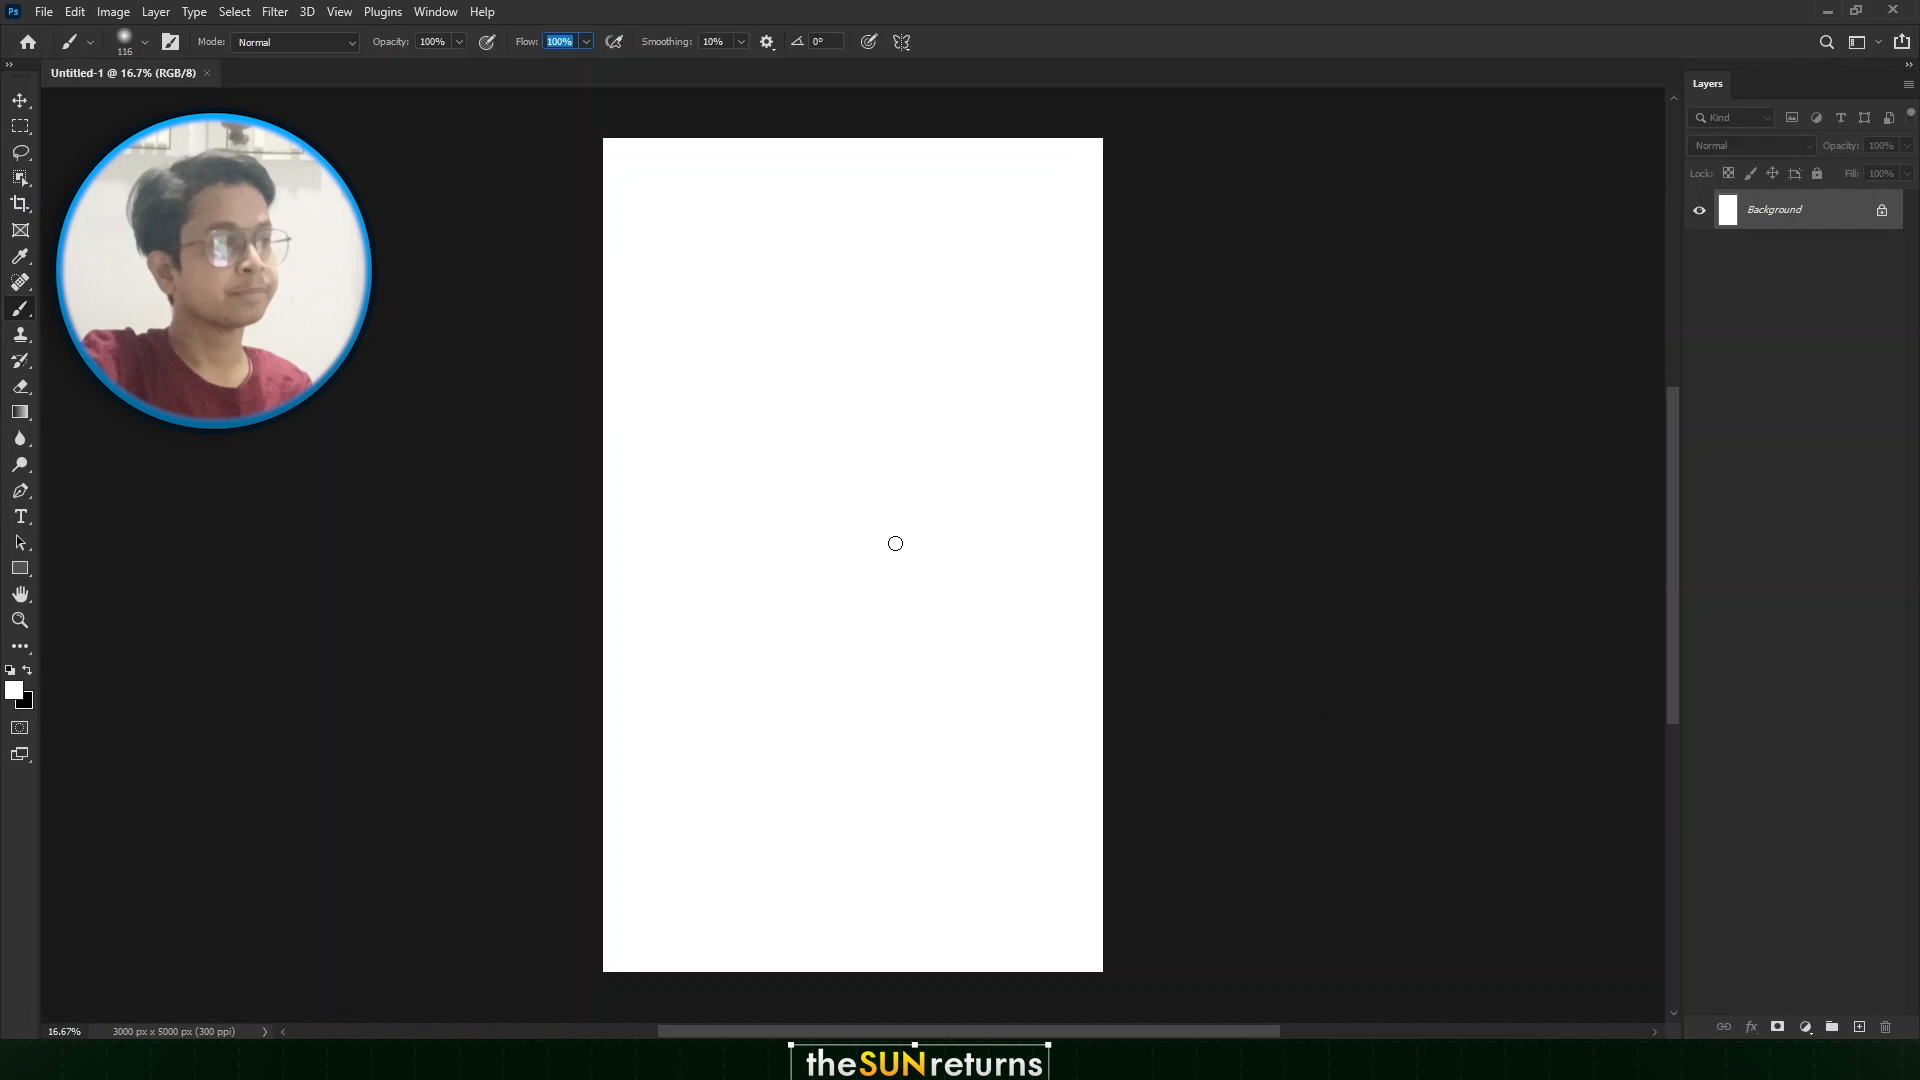 Ps File Edit Image Layer Type Select Filter 3D View Plugins Window Help
116 Mode: Normal Opacity: 100% Flow: 100% Smoothing: 10% 0°
Untitled-1 @ 16.7% (RGB/8)
Layers
Kind
Normal Opacity: 100%
Lock: Fill: 100%
Background
16.67% 3000 px x 5000 px (300 ppi)
theSUNreturns